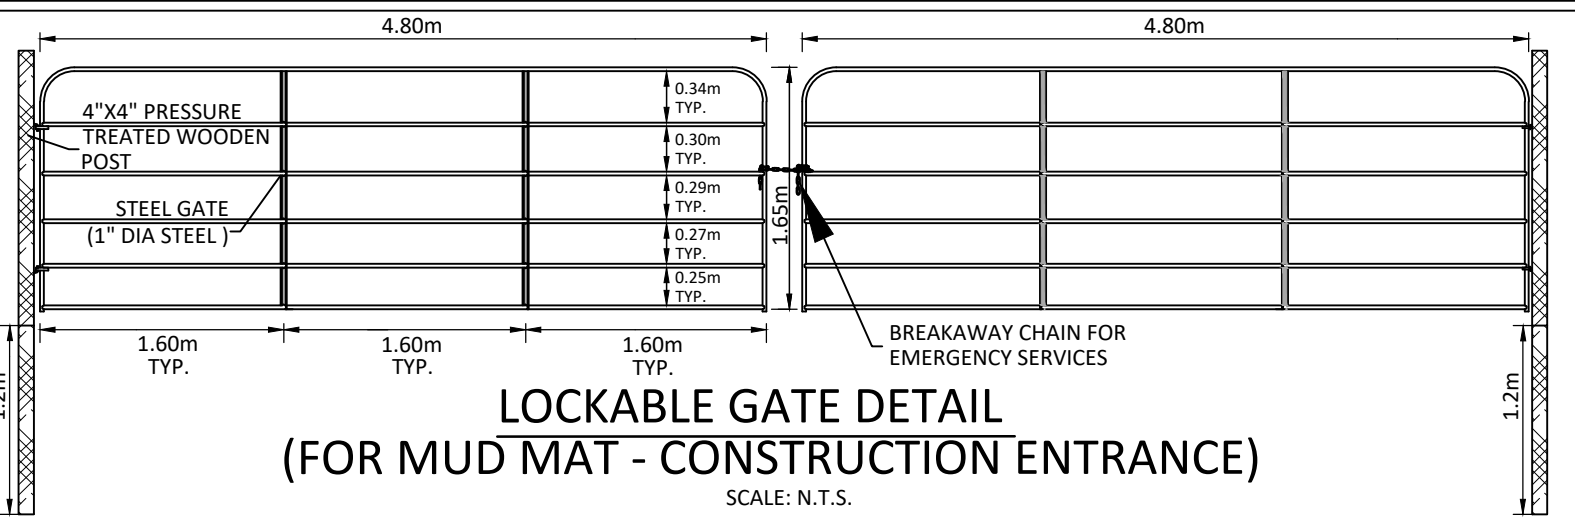 4.80m
4.80m
4"X4" PRESSURE
TREATED WOODEN
POST
STEEL GATE
(1" DIA STEEL )
0.34m
TYP.
0.30m
TYP.
0.29m
TYP.
0.27m
TYP.
0.25m
TYP.
1.65m
1.60m
TYP.
1.60m
TYP.
1.60m
TYP.
BREAKAWAY CHAIN FOR
EMERGENCY SERVICES
1.2m
1.2m
LOCKABLE GATE DETAIL
(FOR MUD MAT - CONSTRUCTION ENTRANCE)
SCALE: N.T.S.